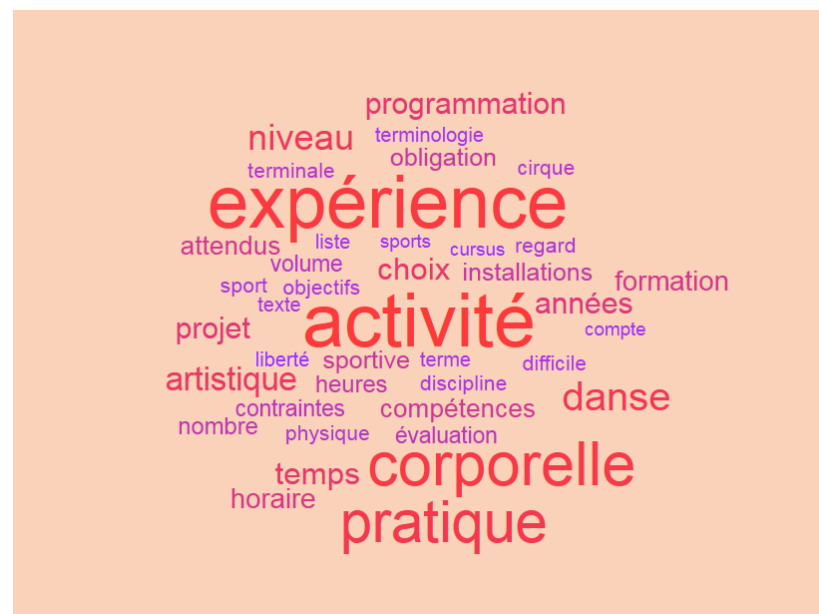 programmation
niveau terminologie
obligation
terminale cirque
expérience
attendus liste sports cursus regard
volume choix installations formation
sport objectifs
texte activité années
projet compte
liberté sportive terme difficile
artistique heures discipline danse
contraintes compétences
nombre physique évaluation
temps corporelle
horaire pratique